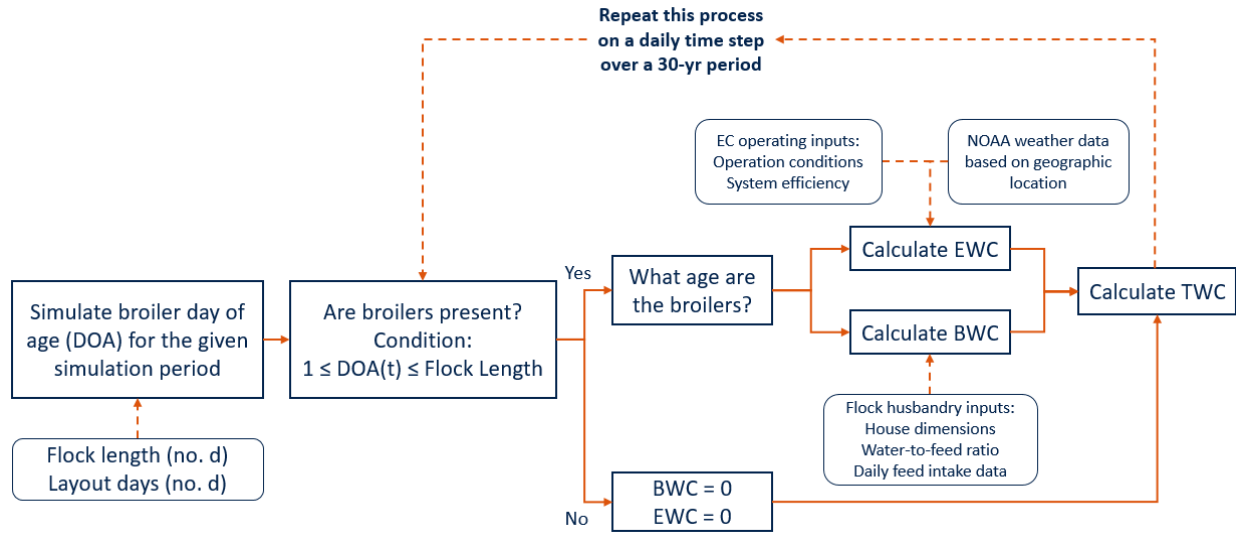 Repeat this process
on a daily time step
over a 30-yr period
EC operating inputs:
Operation conditions
System efficiency
NOAA weather data
based on geographic
location
Simulate broiler day of
age (DOA) for the given
simulation period
Are broilers present?
Condition:
1 ≤ DOA(t) ≤ Flock Length
Yes
What age are
the broilers?
Calculate EWC
Calculate BWC
Calculate TWC
Flock length (no. d)
Layout days (no. d)
Flock husbandry inputs:
House dimensions
Water-to-feed ratio
Daily feed intake data
No
BWC = 0
EWC = 0